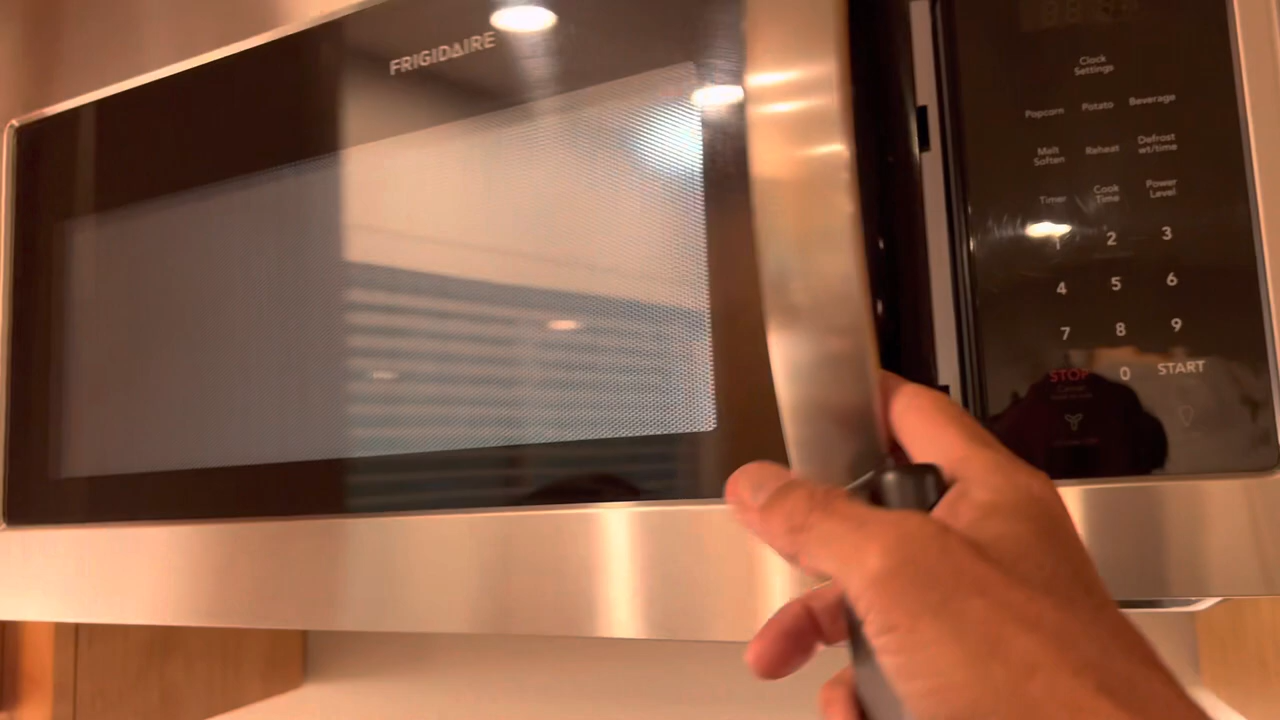 FRIGIDAIRE
Clock
Settings
Popcorn Potato Beverage
Melt
Soften
Reheat
Defrost
wt/time
Timer
Cook
Time
Power
Level
1 2 3
4 5 6
7 8 9
STOP 0 START